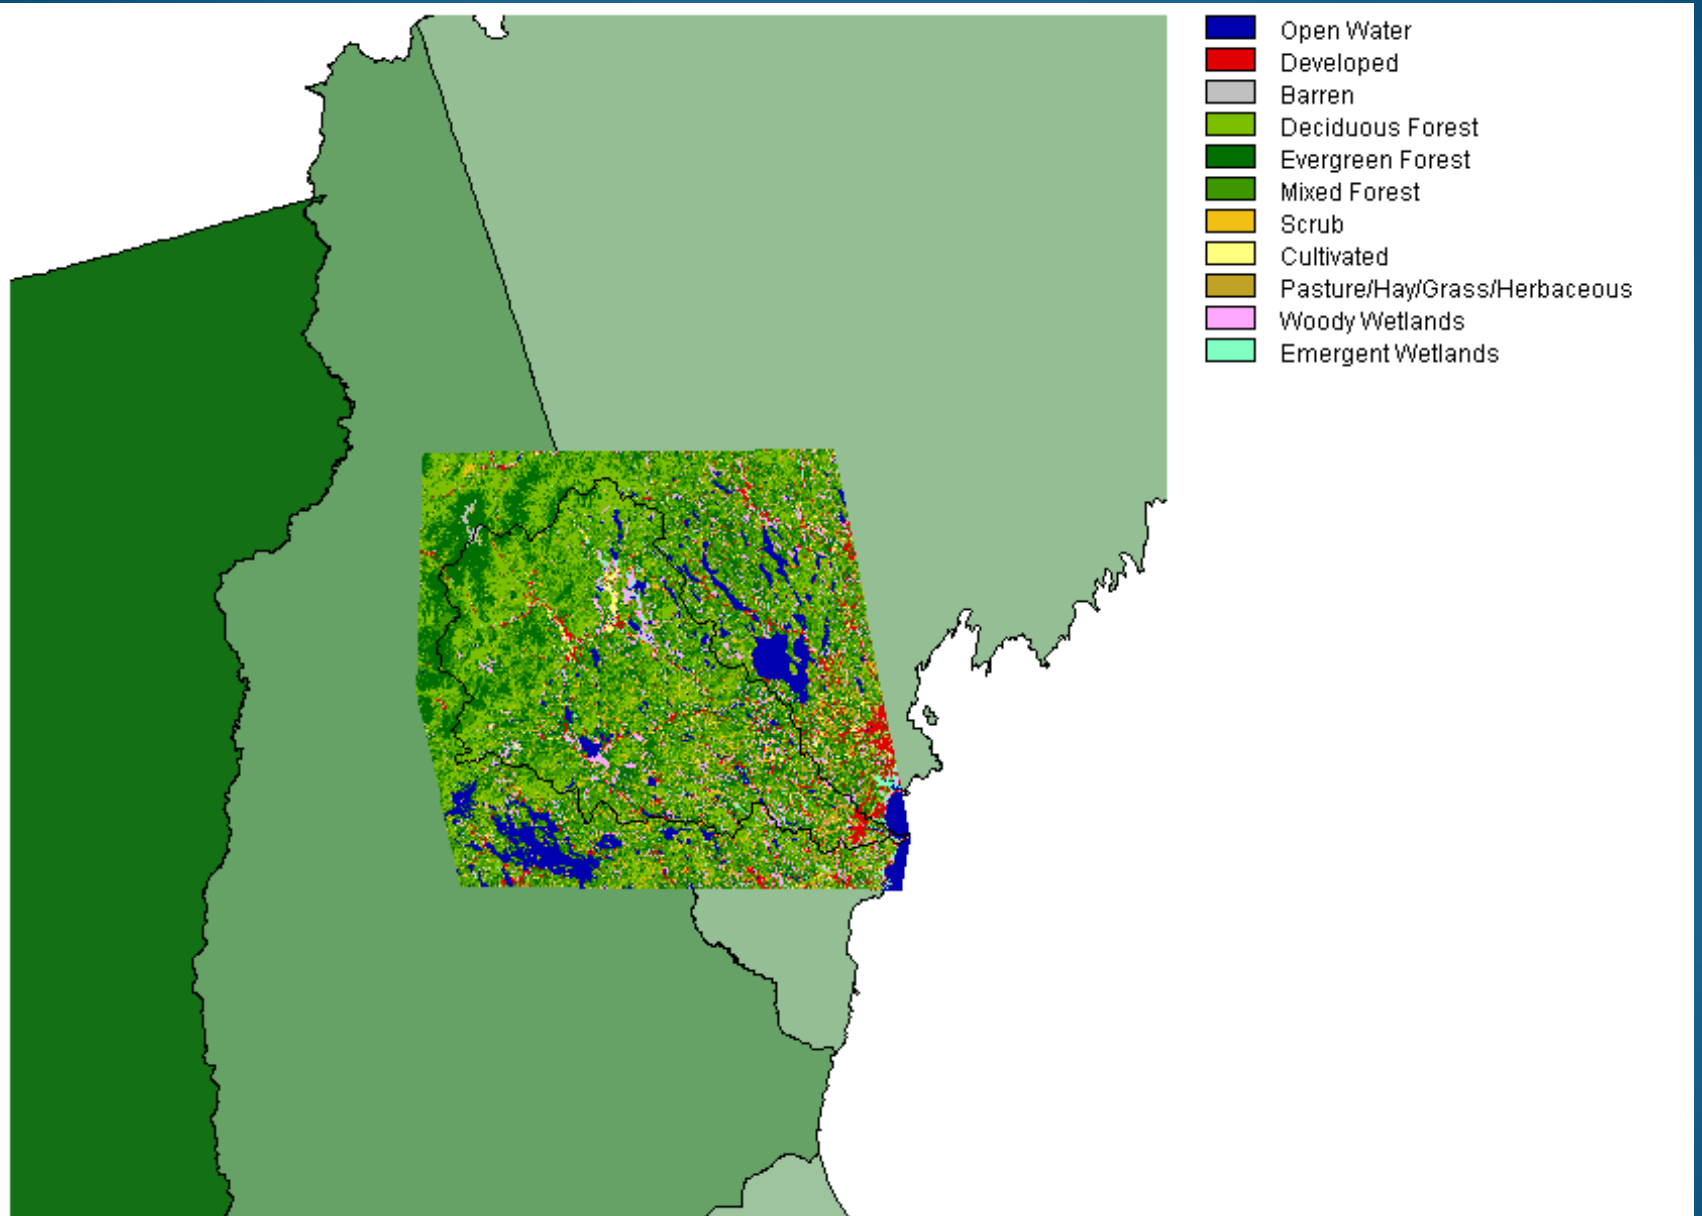 Open Water
Developed
Barren
Deciduous Forest
Evergreen Forest
Mixed Forest
Scrub
Cultivated
Pasture/Hay/Grass/Herbaceous
Woody Wetlands
Emergent Wetlands